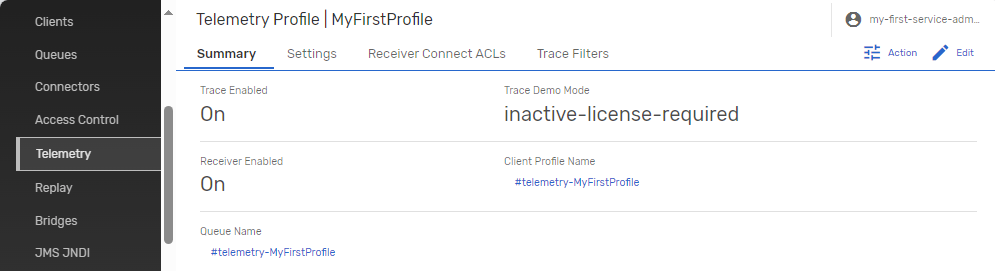 Clients
Queues
Connectors
Access Control
Telemetry
Replay
Bridges
JMS JNDI
Telemetry Profile | MyFirstProfile
my-first-service-adm...
Summary Settings Receiver Connect ACLs Trace Filters
Action Edit
Trace Enabled Trace Demo Mode
On inactive-license-required
Receiver Enabled Client Profile Name
On #telemetry-MyFirstProfile
Queue Name
#telemetry-MyFirstProfile